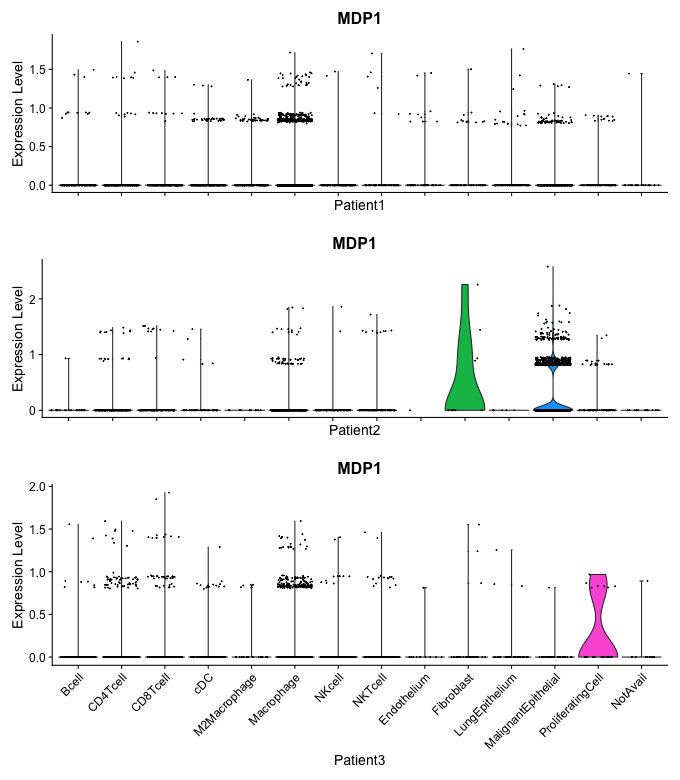 MDP1
Expression Level
1.5
1.0
0.5
0.0
Patient1
MDP1
Expression Level
2
1
0
Patient2
MDP1
Expression Level
2.0
1.5
1.0
0.5
0.0
Bcell
CD4Tcell
CD8Tcell
cDC
M2Macrophage
Macrophage
NKcell
NKTcell
Endothelium
Fibroblast
LungEpithelium
MalignantEpithelial
ProliferatingCell
NotAvail
Patient3